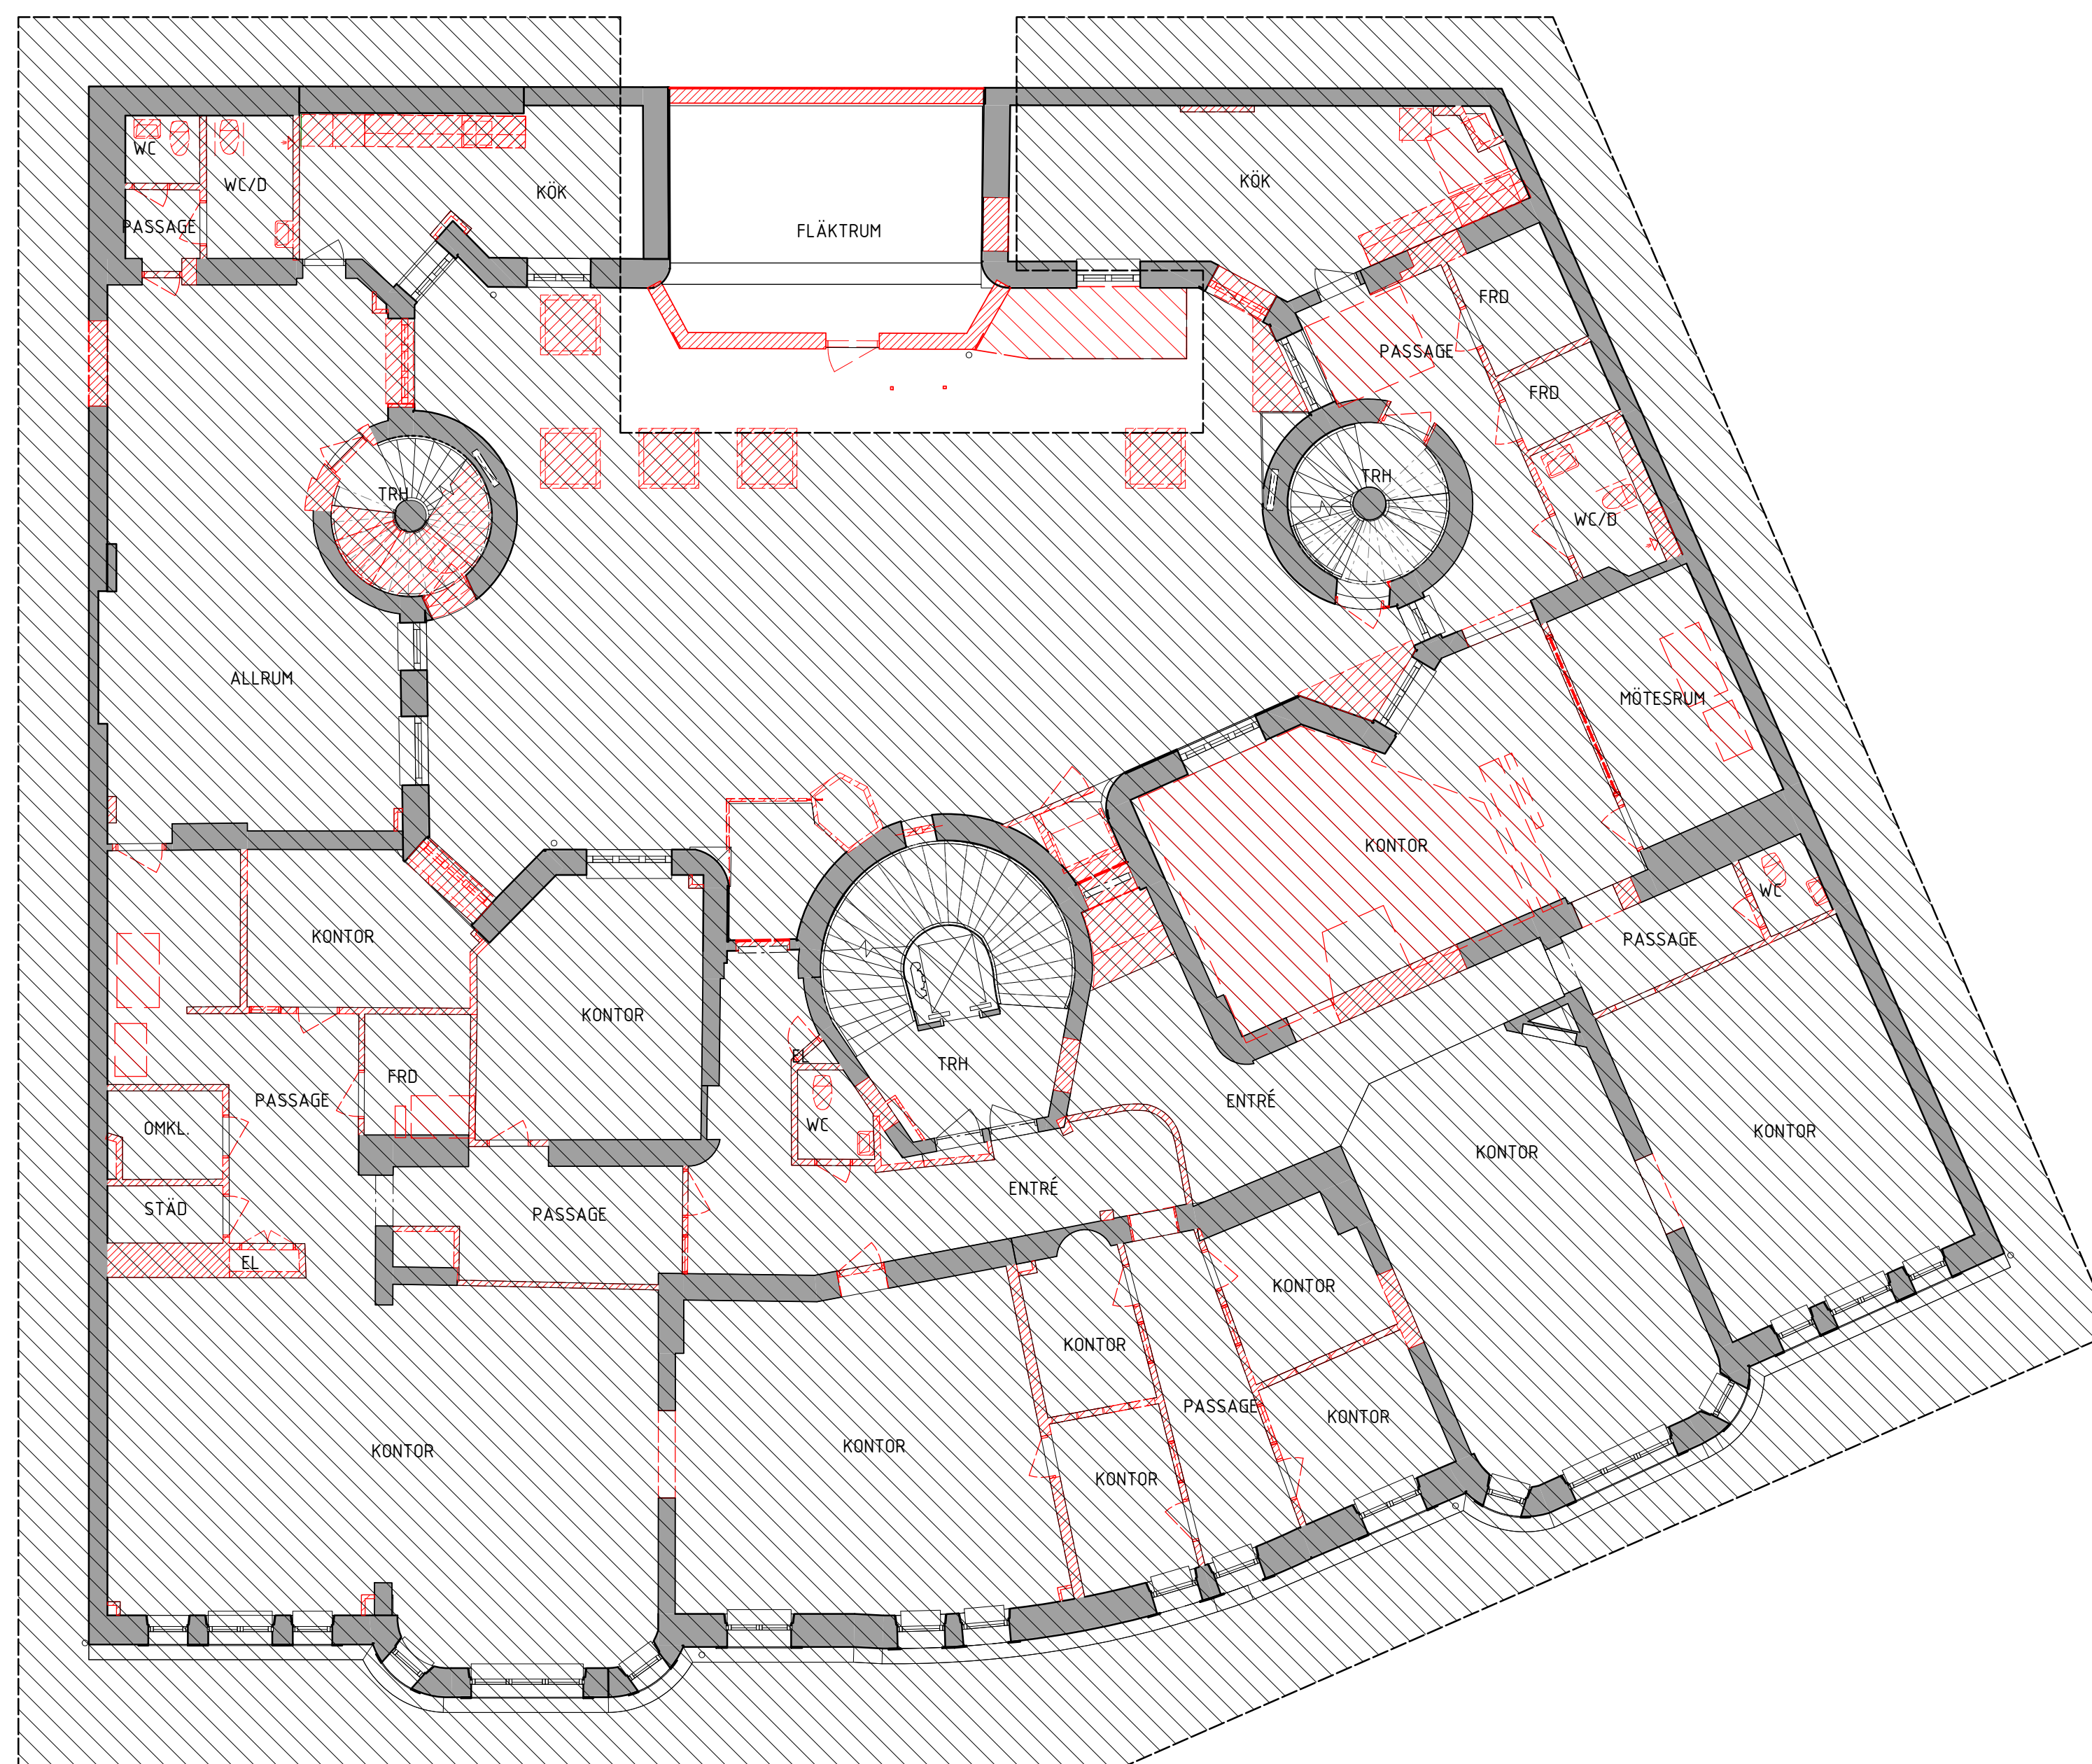 WC
WC/D
KÖK
FLÄKTRUM
KÖK
PASSAGE
FRD
PASSAGE
FRD
TRH
TRH
WC/D
ALLRUM
MÖTESRUM
KONTOR
WC
KONTOR
PASSAGE
KONTOR
EL
TRH
FRD
PASSAGE
ENTRÉ
OMKL.
WC
KONTOR
KONTOR
ENTRÉ
STÄD
PASSAGE
EL
KONTOR
KONTOR
PASSAGE
KONTOR
KONTOR
KONTOR
KONTOR